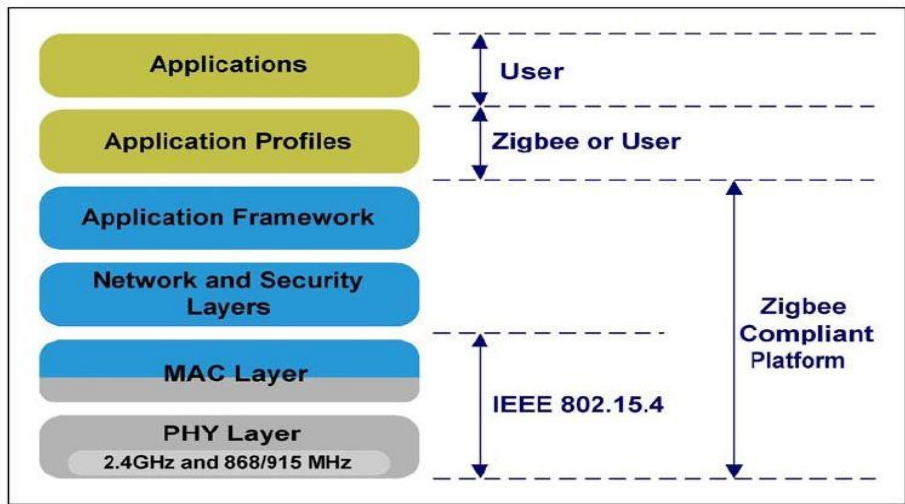 Applications
User
Application Profiles
Zigbee or User
Application Framework
Network and Security
Layers
Zigbee
Compliant
Platform
MAC Layer
IEEE 802.15.4
PHY Layer
2.4GHz and 868/915 MHz